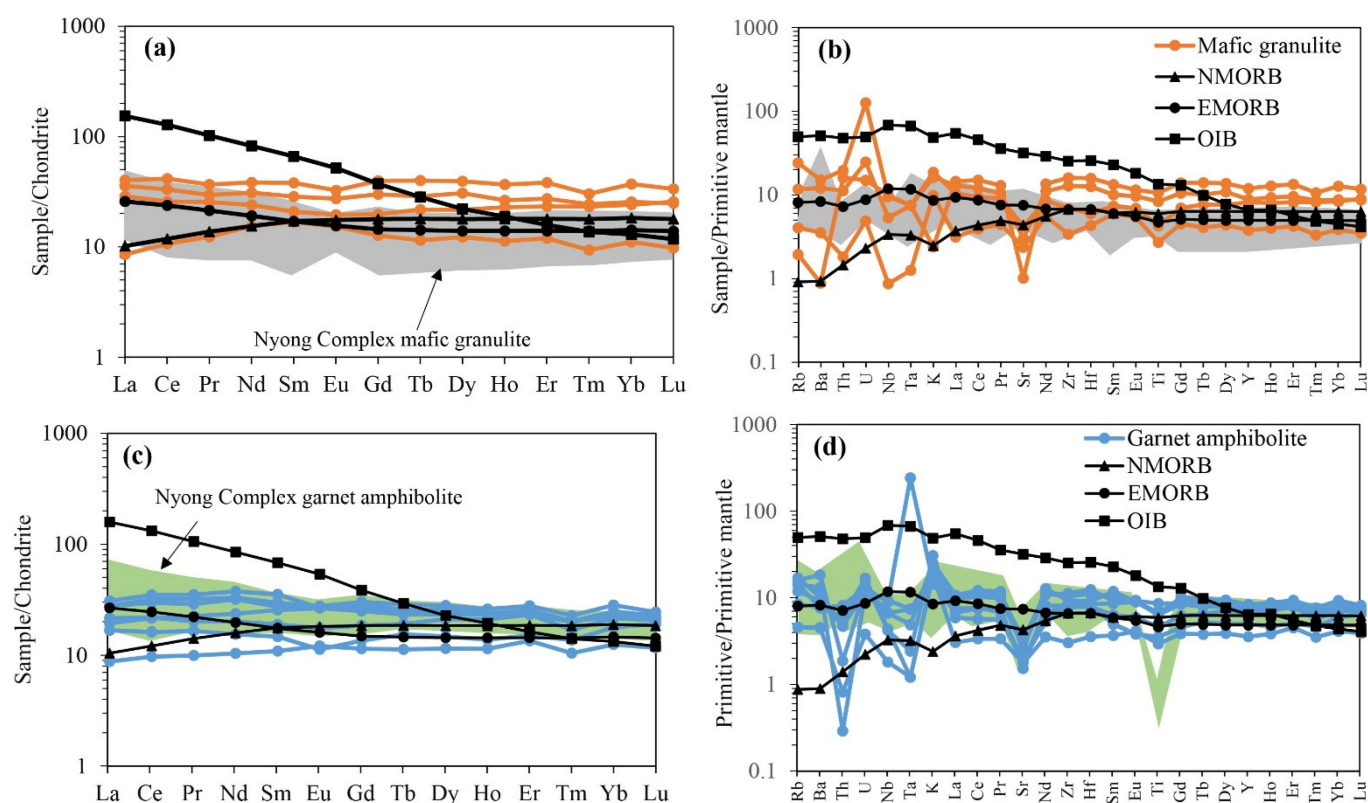 (a)
1000
100
10
1
Sample/Chondrite
Nyong Complex mafic granulite
La Ce Pr Nd Sm Eu Gd Tb Dy Ho Er Tm Yb Lu
(b)
1000
100
10
1
0.1
Sample/Primitive mantle
Mafic granulite
NMORB
EMORB
OIB
Rb Ba Th U Nb Ta K La Ce Pr Sr Nd Zr Hf Sm Eu Ti Gd Tb Dy Y Ho Er Tm Yb Lu
(c)
1000
100
10
1
Sample/Chondrite
Nyong Complex garnet amphibolite
La Ce Pr Nd Sm Eu Gd Tb Dy Ho Er Tm Yb Lu
(d)
1000
100
10
1
0.1
Primitive/Primitive mantle
Garnet amphibolite
NMORB
EMORB
OIB
Rb Ba Th U Nb Ta K La Ce Pr Sr Nd Zr Hf Sm Eu Ti Gd Tb Dy Y Ho Er Tm Yb Lu